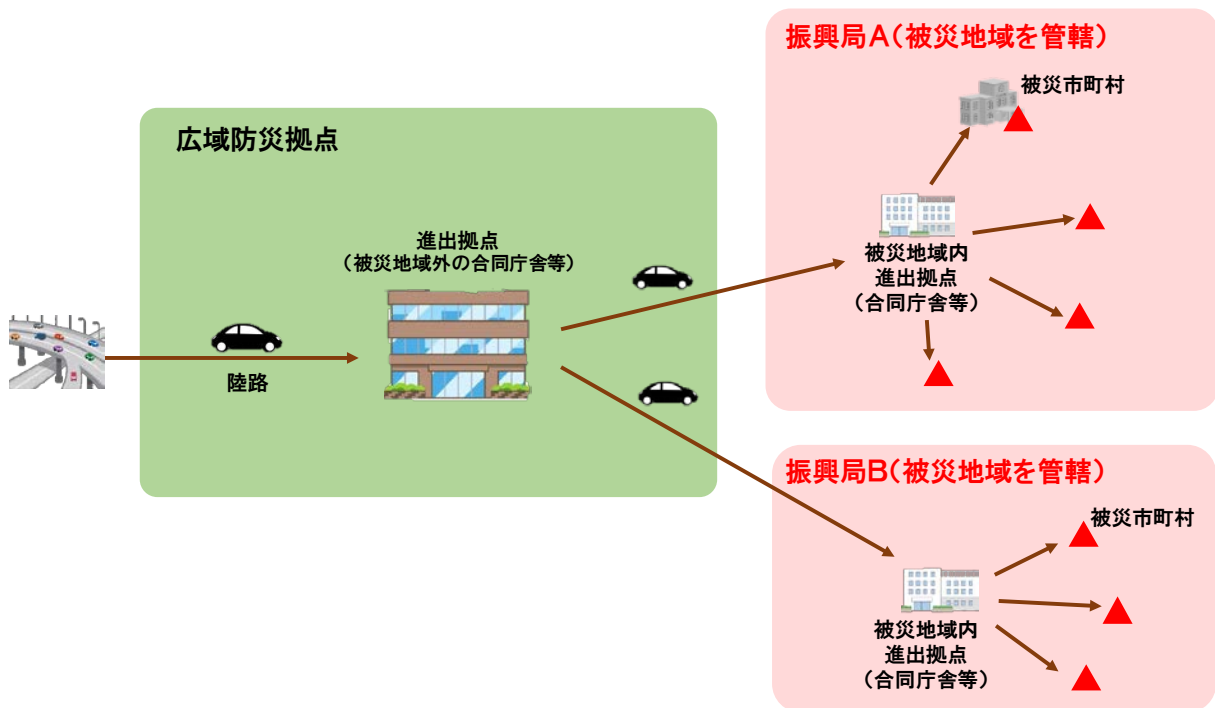 広域防災拠点
進出拠点
（被災地域外の合同庁舎等）
陸路
振興局A（被災地域を管轄）
被災市町村
被災地域内
進出拠点
（合同庁舎等）
振興局B（被災地域を管轄）
被災市町村
被災地域内
進出拠点
（合同庁舎等）